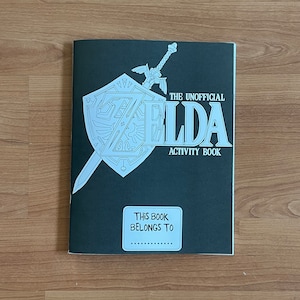 THE UNOFFICIAL
ZELDA
ACTIVITY BOOK
THIS BOOK
BELONGS TO
.............